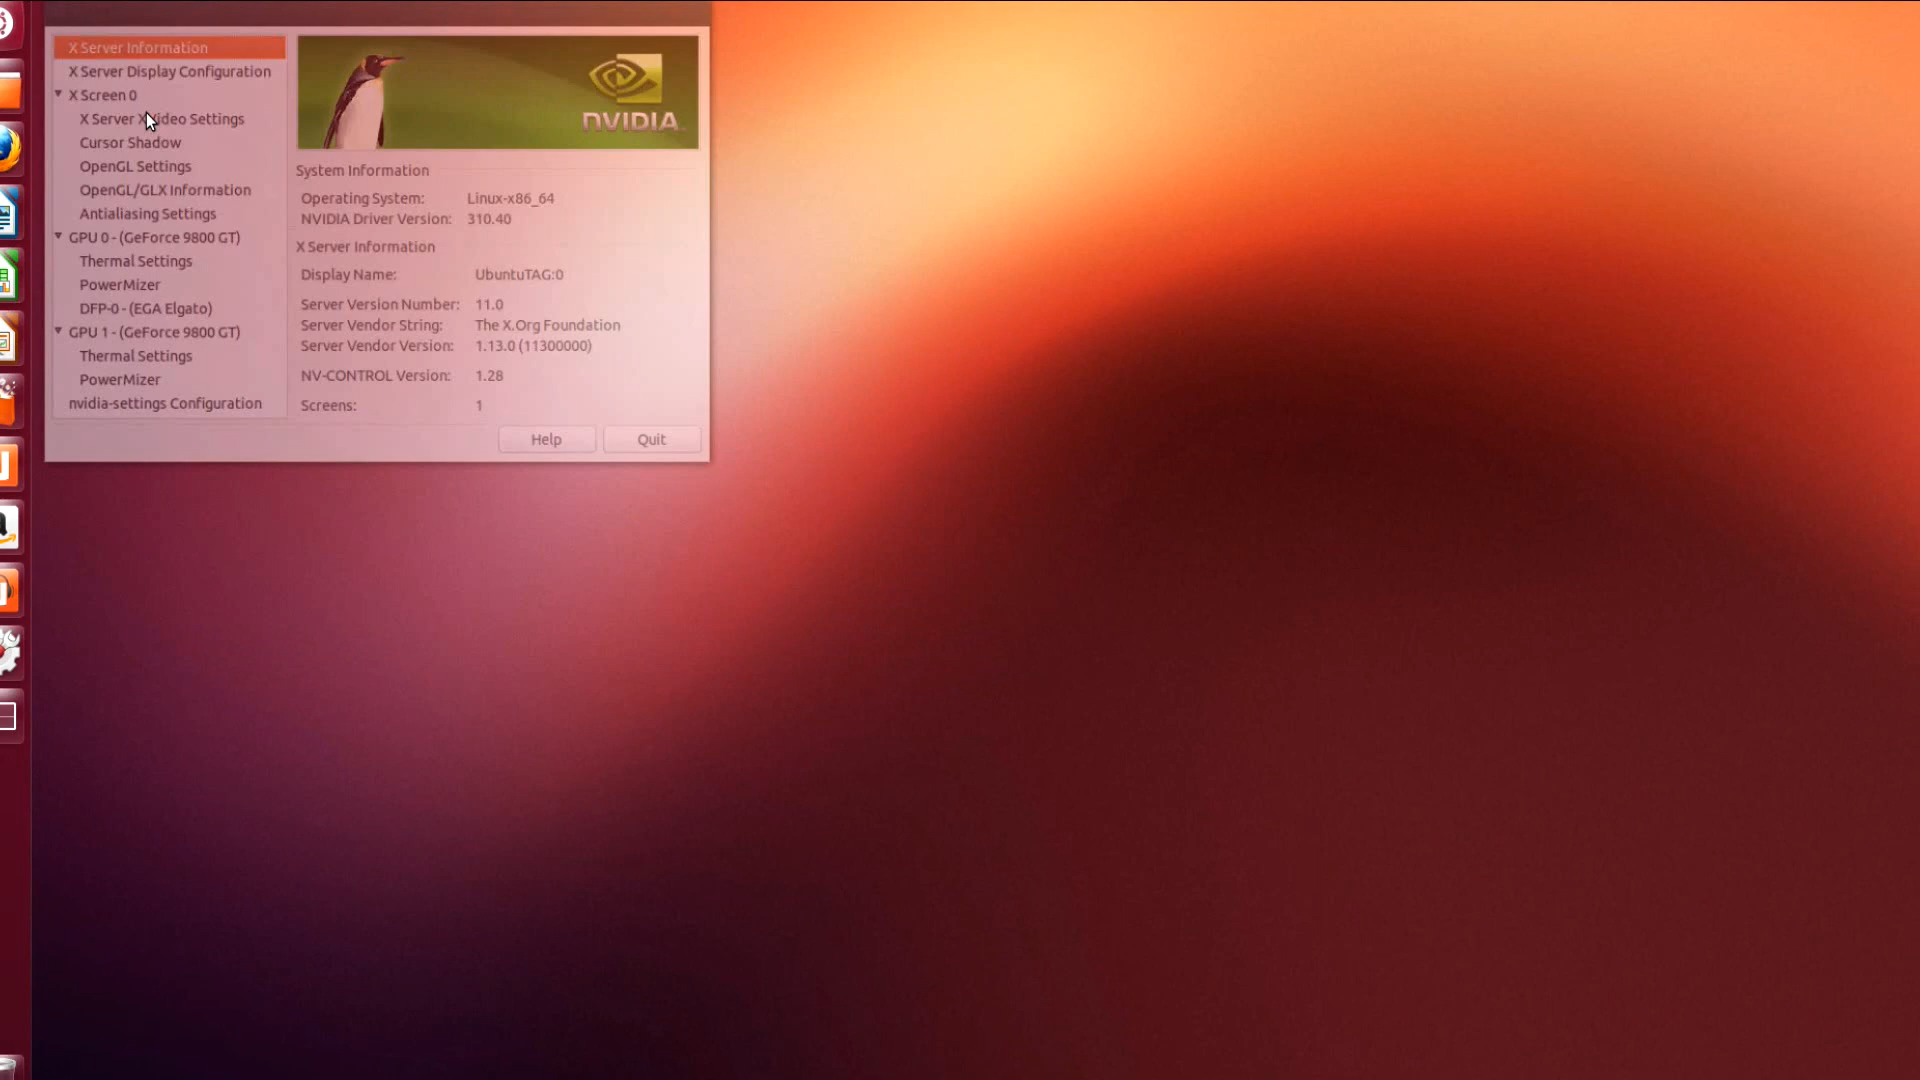 X Server Information
X Server Display Configuration
X Screen 0
X Server XVideo Settings
Cursor Shadow
OpenGL Settings
OpenGL/GLX Information
Antialiasing Settings
GPU 0 - (GeForce 9800 GT)
Thermal Settings
PowerMizer
DFP-0 - (EGA Elgato)
GPU 1 - (GeForce 9800 GT)
Thermal Settings
PowerMizer
nvidia-settings Configuration
NVIDIA
System Information
Operating System: Linux-x86_64
NVIDIA Driver Version: 310.40
X Server Information
Display Name: UbuntuTAG:0
Server Version Number: 11.0
Server Vendor String: The X.Org Foundation
Server Vendor Version: 1.13.0 (11300000)
NV-CONTROL Version: 1.28
Screens: 1
Help
Quit